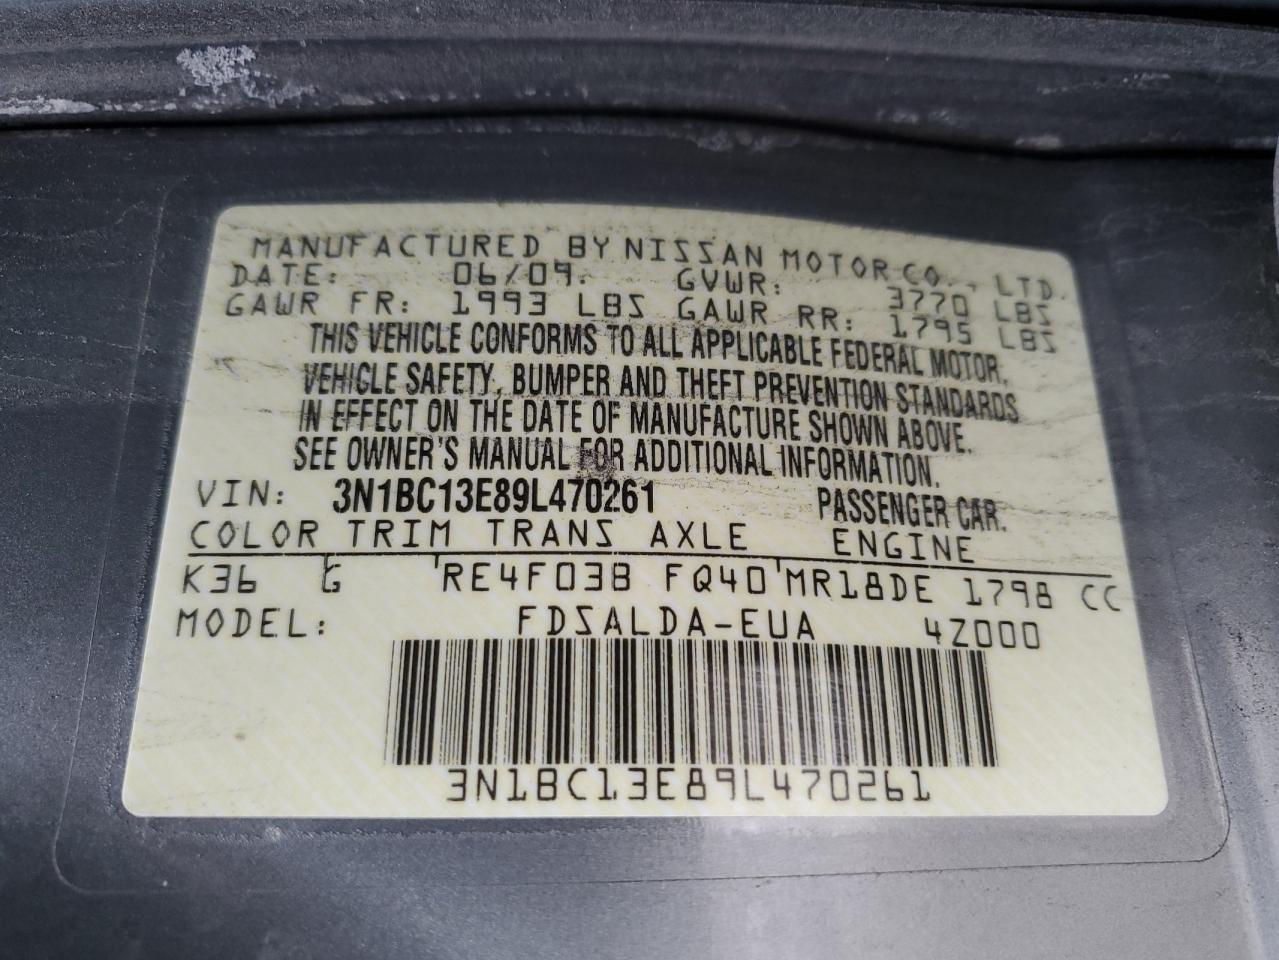 MANUFACTURED BY NISSAN MOTOR CO., LTD.
DATE: 06/09. GVWR: 3770 LBS
GAWR FR: 1993 LBS GAWR RR: 1795 LBS
THIS VEHICLE CONFORMS TO ALL APPLICABLE FEDERAL MOTOR
VEHICLE SAFETY, BUMPER AND THEFT PREVENTION STANDARDS
IN EFFECT ON THE DATE OF MANUFACTURE SHOWN ABOVE.
SEE OWNER'S MANUAL FOR ADDITIONAL INFORMATION.
VIN: 3N1BC13E89L470261 PASSENGER CAR.
COLOR TRIM TRANS AXLE ENGINE
K36 G RE4F03B FQ40 MR18DE 1798 CC
MODEL: FDSALDA-EUA 4Z000
3N1BC13E89L470261